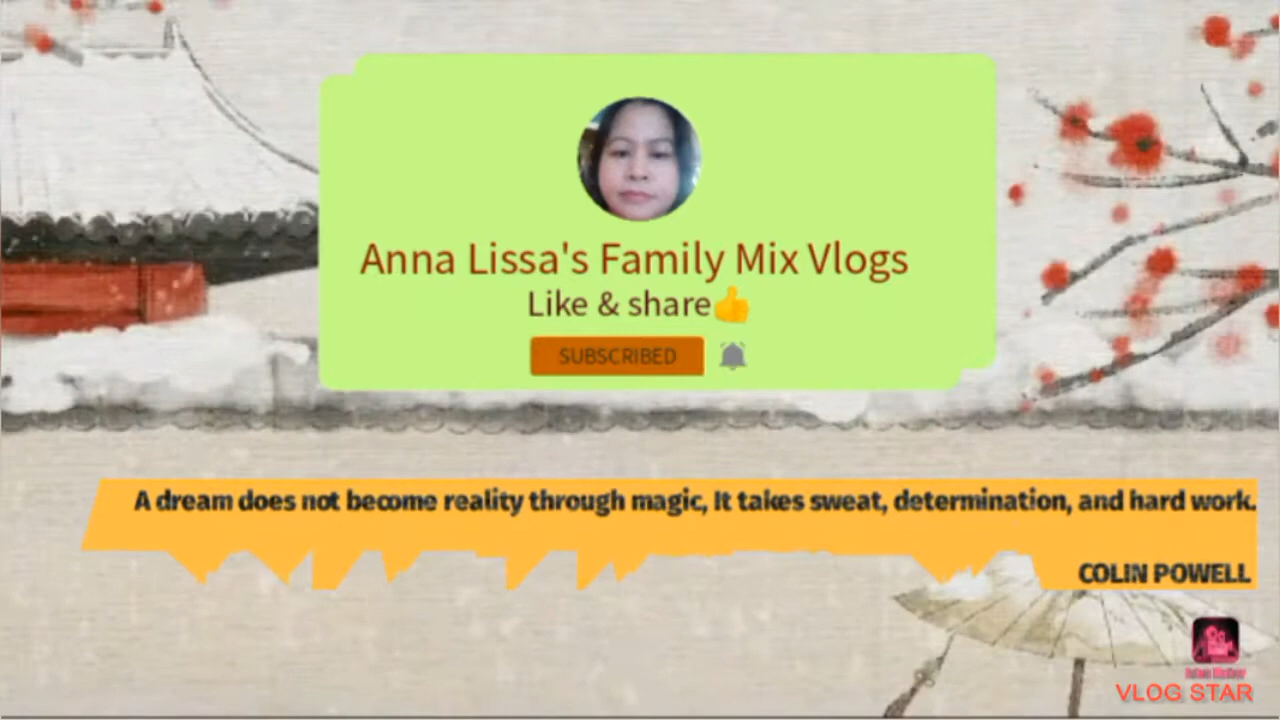 Anna Lissa's Family Mix Vlogs
Like & share👍
SUBSCRIBED
A dream does not become reality through magic, It takes sweat, determination, and hard work.
COLIN POWELL
VLOG STAR